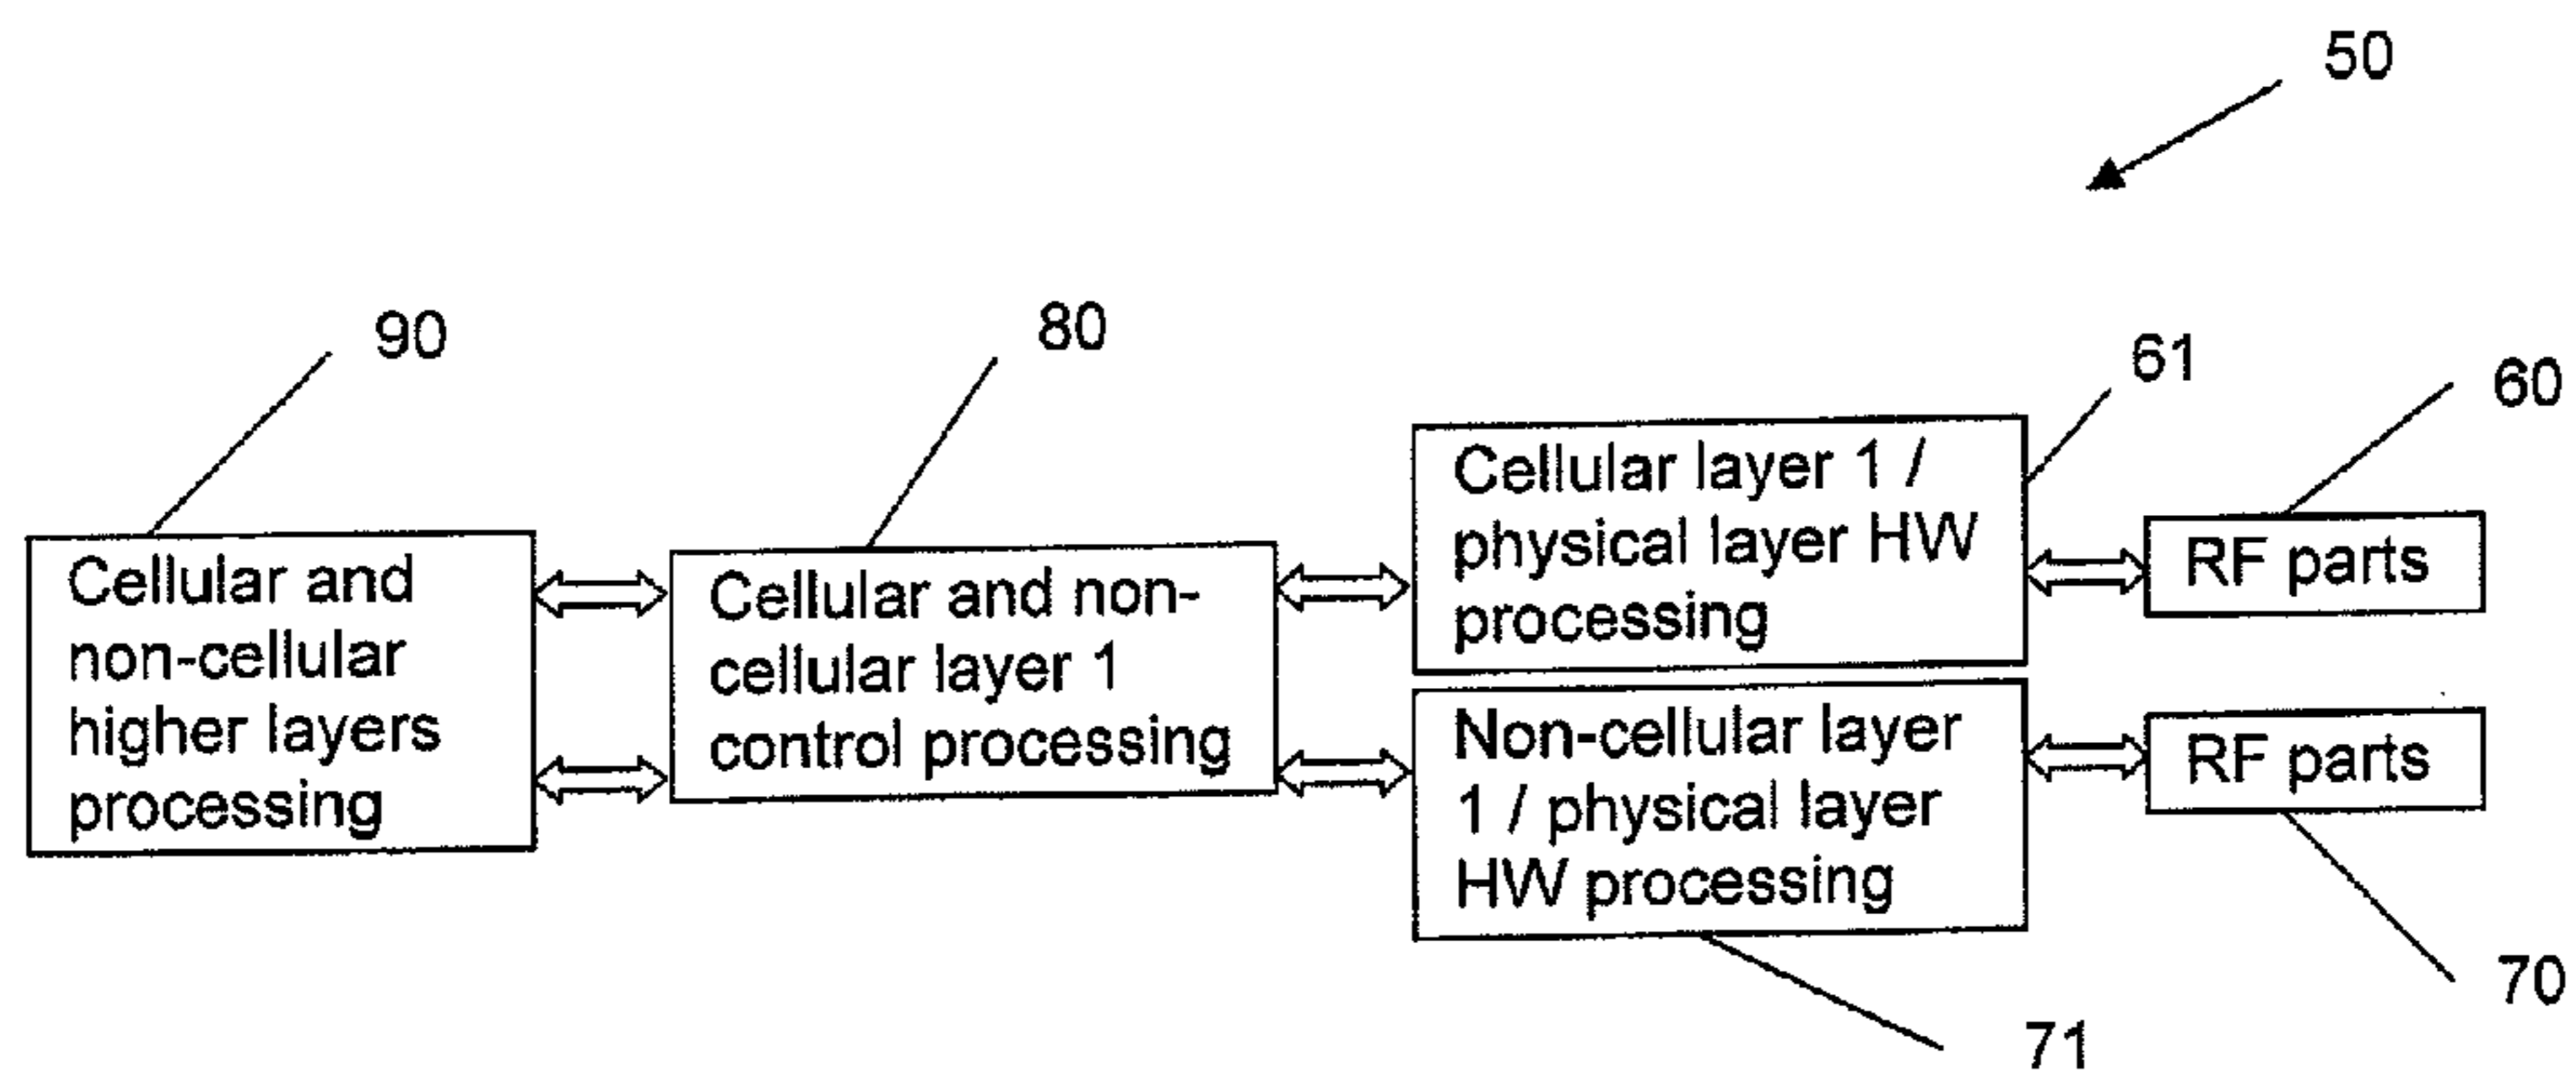 50
90
80
61
60
Cellular and
non-cellular
higher layers
processing
Cellular and non-
cellular layer 1
control processing
Cellular layer 1 /
physical layer HW
processing
RF parts
Non-cellular layer
1 / physical layer
HW processing
RF parts
70
71